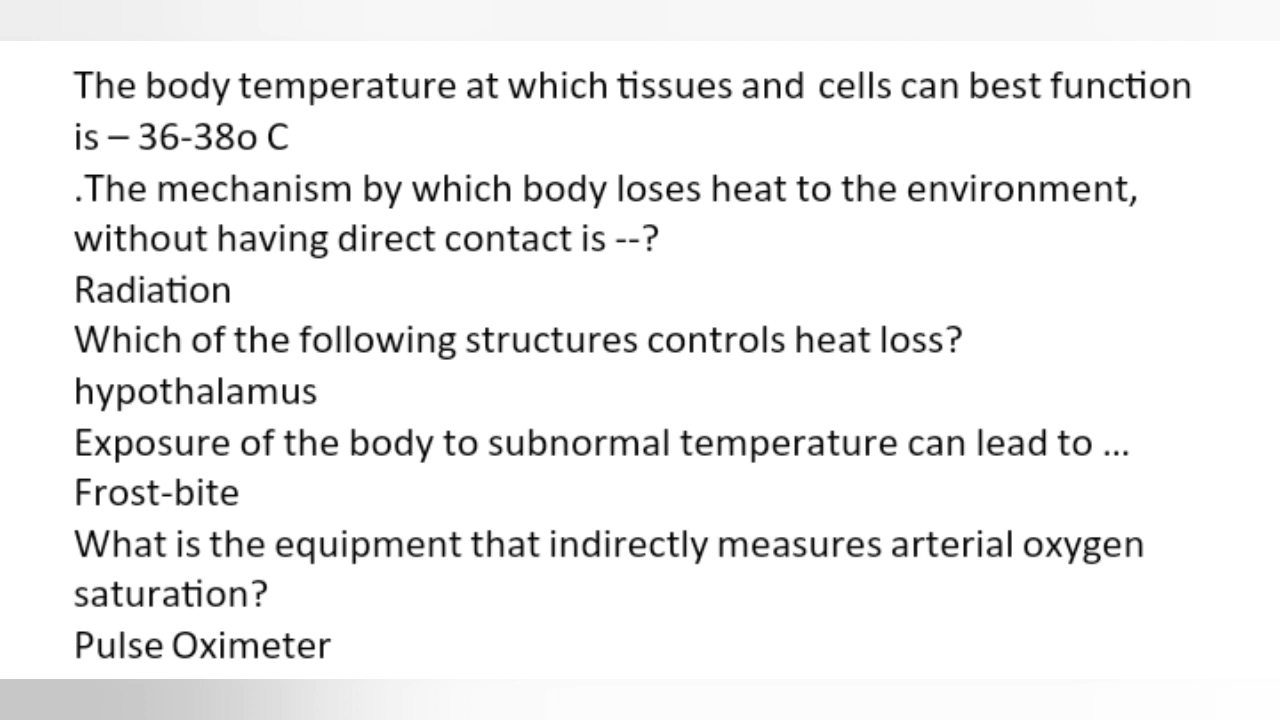 The body temperature at which tissues and cells can best function
is – 36-38o C
.The mechanism by which body loses heat to the environment,
without having direct contact is --?
Radiation
Which of the following structures controls heat loss?
hypothalamus
Exposure of the body to subnormal temperature can lead to ...
Frost-bite
What is the equipment that indirectly measures arterial oxygen
saturation?
Pulse Oximeter